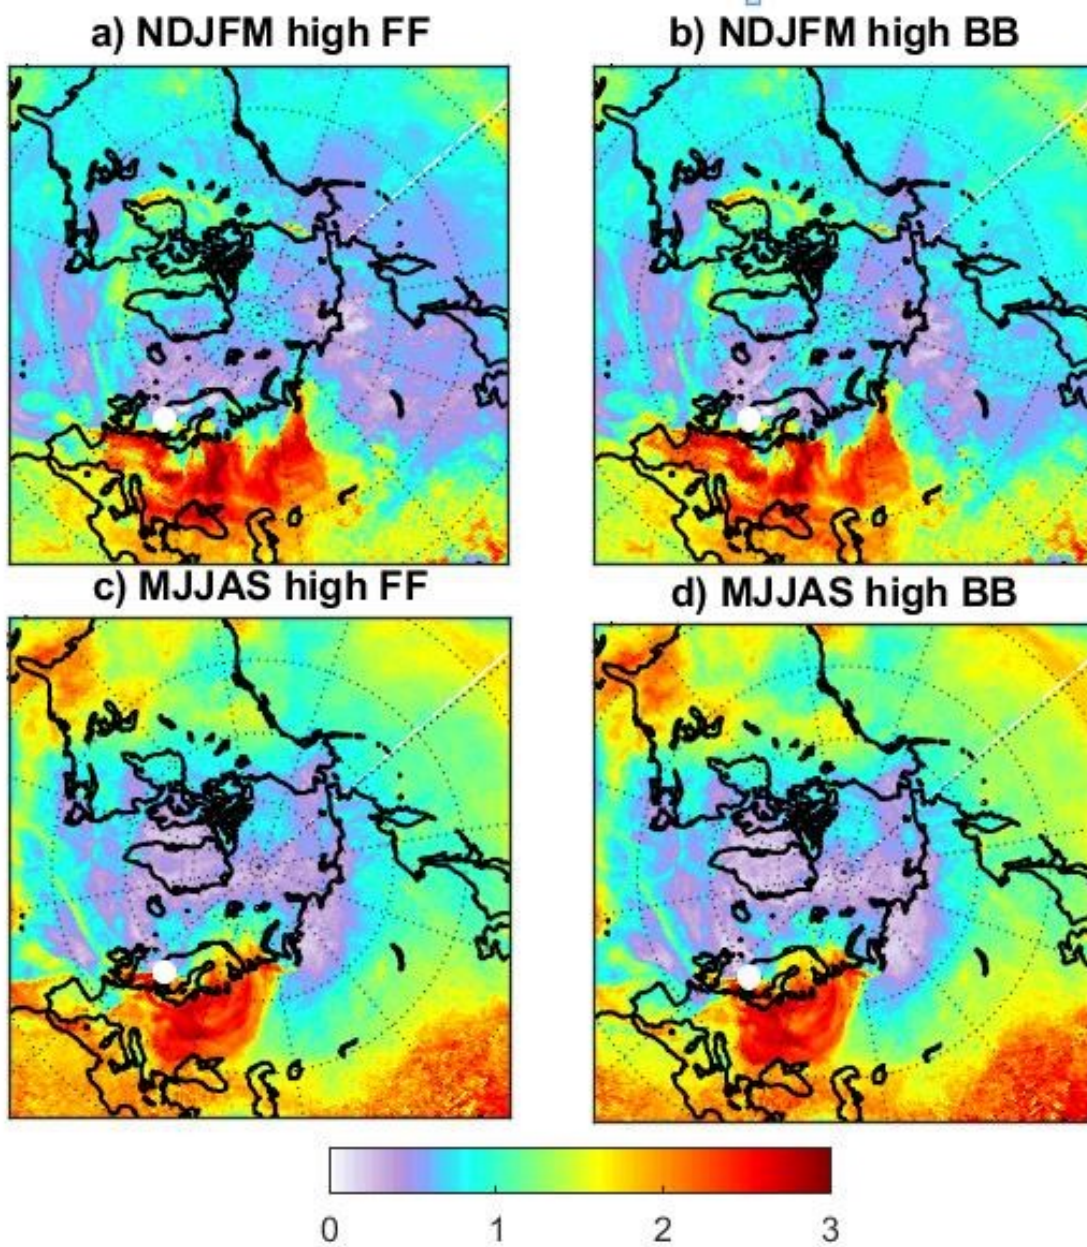 a) NDJFM high FF
b) NDJFM high BB
c) MJJAS high FF
d) MJJAS high BB
0 1 2 3